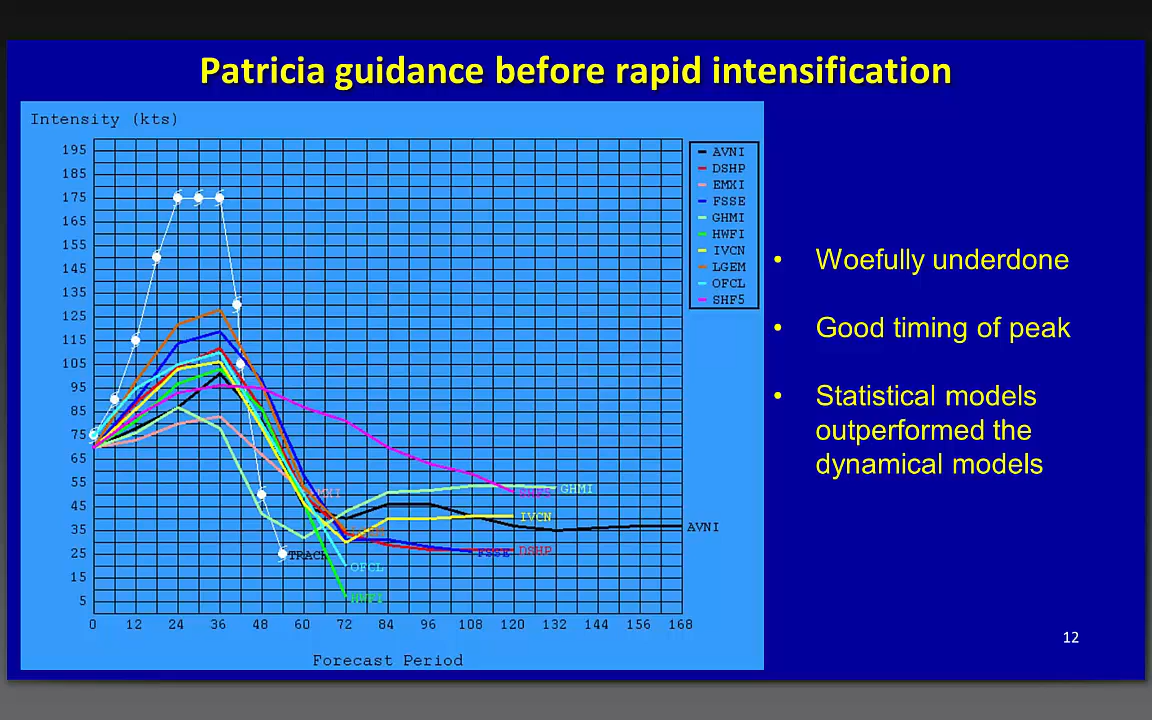 Patricia guidance before rapid intensification
Intensity (kts)
195
185
175
165
155
145
135
125
115
105
95
85
75
65
55
45
35
25
15
5
0 12 24 36 48 60 72 84 96 108 120 132 144 156 168
Forecast Period
AVNI
DSHP
EMXI
FSSE
GHMI
HWFI
IVCN
LGEM
OFCL
SHF5
GHMI
IVCN
AVNI
TRACK
FSSE DSHP
OFCL
HWFI
• Woefully underdone
• Good timing of peak
• Statistical models
outperformed the
dynamical models
12